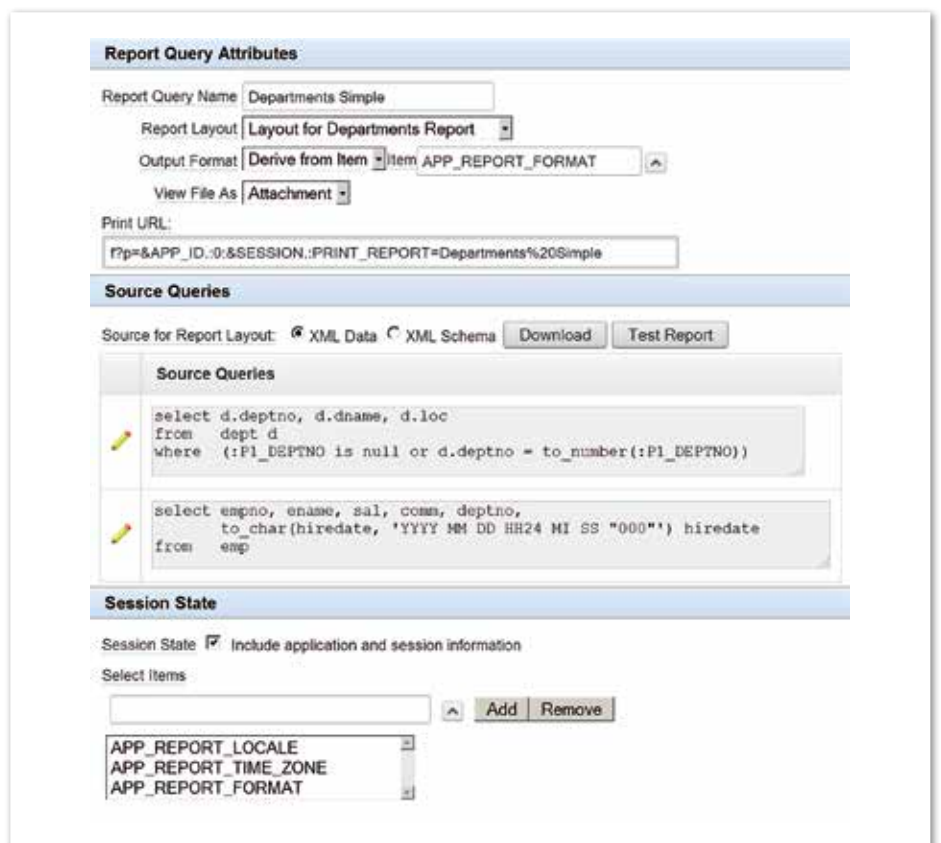 Report Query Attributes
Report Query Name Departments Simple
Report Layout Layout for Departments Report
Output Format Derive from Item Item APP_REPORT_FORMAT
View File As Attachment
Print URL:
f?p=&APP_ID.:0:&SESSION.:PRINT_REPORT=Departments%20Simple
Source Queries
Source for Report Layout: XML Data XML Schema Download Test Report
Source Queries
select d.deptno, d.dname, d.loc
from dept d
where (:P1_DEPTNO is null or d.deptno = to_number(:P1_DEPTNO))
select empno, ename, sal, comm, deptno,
to_char(hiredate, 'YYYY MM DD HH24 MI SS "000"') hiredate
from emp
Session State
Session State Include application and session information
Select Items
Add Remove
APP_REPORT_LOCALE
APP_REPORT_TIME_ZONE
APP_REPORT_FORMAT